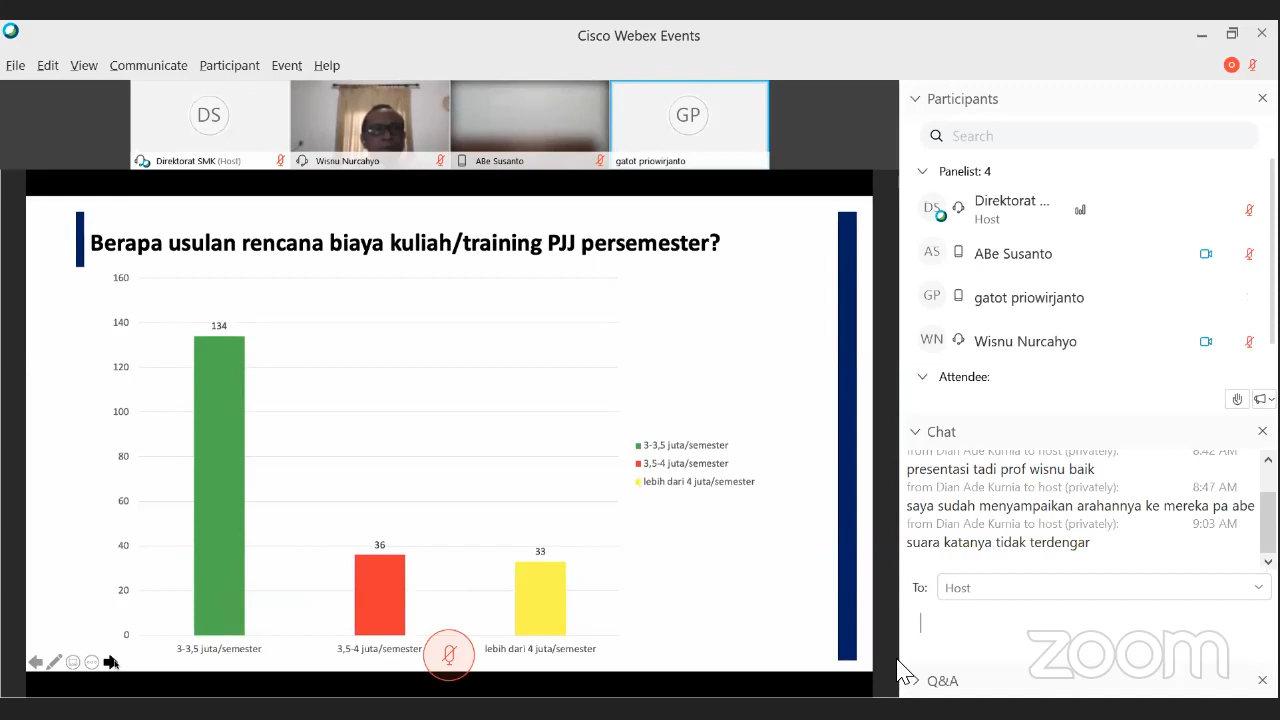 Cisco Webex Events
File Edit View Communicate Participant Event Help
DS
GP
Direktorat SMK (Host)
Wisnu Nurcahyo
ABe Susanto
gatot priowirjanto
Berapa usulan rencana biaya kuliah/training PJJ persemester?
160
140
120
100
80
60
40
20
0
134
36
33
3-3,5 juta/semester
3,5-4 juta/semester
lebih dari 4 juta/semester
3-3,5 juta/semester
3,5-4 juta/semester
lebih dari 4 juta/semester
Participants
Search
Panelist: 4
DS Direktorat ...
Host
AS ABe Susanto
GP gatot priowirjanto
WN Wisnu Nurcahyo
Attendee:
Chat
from Dian Ade Kurnia to host (privately): 8:42 AM
presentasi tadi prof wisnu baik
from Dian Ade Kurnia to host (privately): 8:47 AM
saya sudah menyampaikan arahannya ke mereka pa abe
from Dian Ade Kurnia to host (privately): 9:03 AM
suara katanya tidak terdengar
To: Host
zoom
Q&A